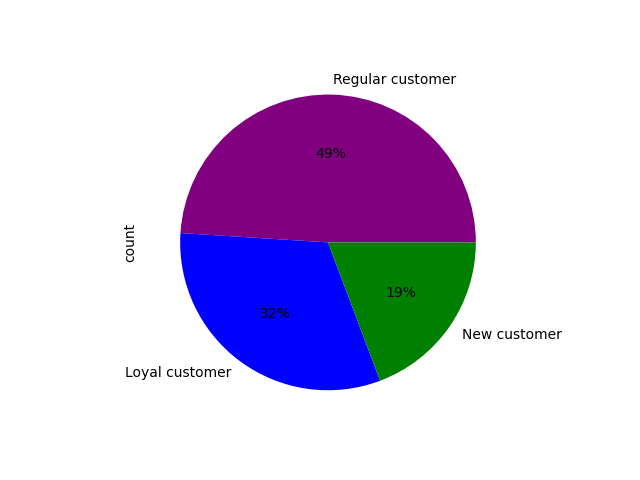 Regular customer
49%
count
32%
19%
New customer
Loyal customer